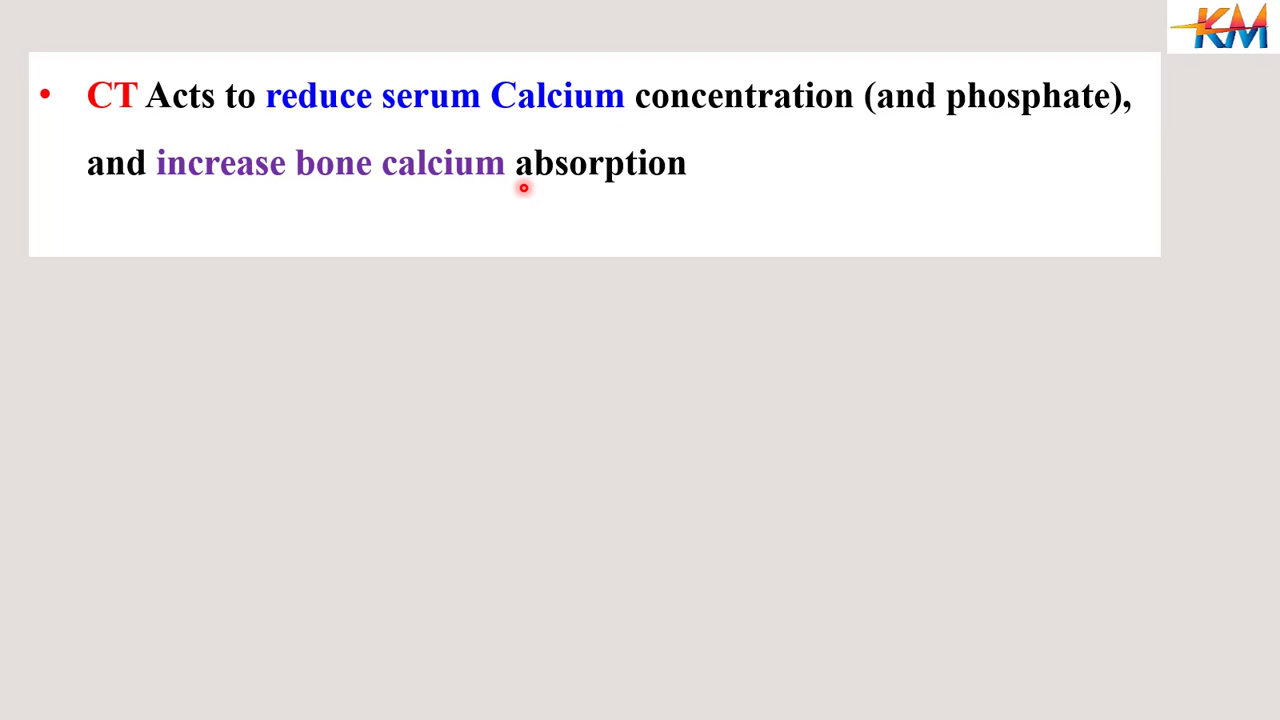 KM
• CT Acts to reduce serum Calcium concentration (and phosphate),
and increase bone calcium absorption